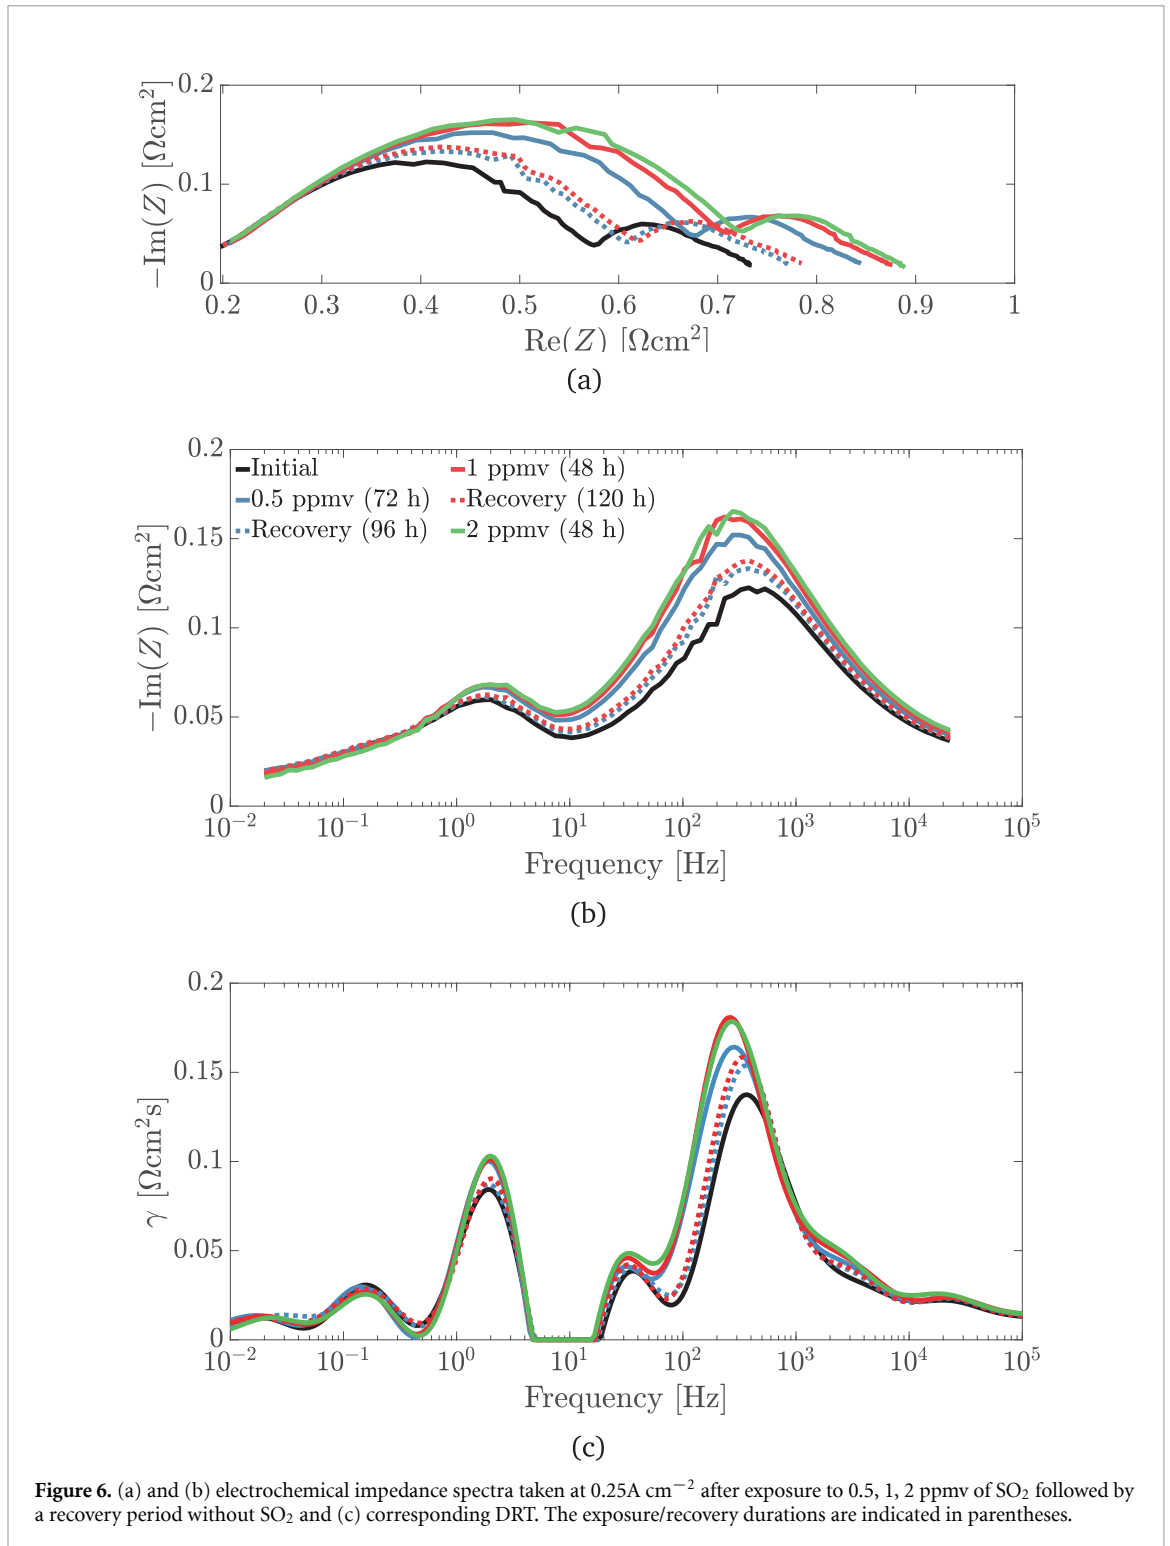 0.2
0.1
0
−Im(Z) [Ωcm²]
0.2 0.3 0.4 0.5 0.6 0.7 0.8 0.9 1
Re(Z) [Ωcm²]
(a)
0.2
0.15
0.1
0.05
0
−Im(Z) [Ωcm²]
Initial 1 ppmv (48 h)
0.5 ppmv (72 h) Recovery (120 h)
Recovery (96 h) 2 ppmv (48 h)
10⁻² 10⁻¹ 10⁰ 10¹ 10² 10³ 10⁴ 10⁵
Frequency [Hz]
(b)
0.2
0.15
0.1
0.05
0
γ [Ωcm²s]
10⁻² 10⁻¹ 10⁰ 10¹ 10² 10³ 10⁴ 10⁵
Frequency [Hz]
(c)
Figure 6. (a) and (b) electrochemical impedance spectra taken at 0.25A cm⁻² after exposure to 0.5, 1, 2 ppmv of SO₂ followed by
a recovery period without SO₂ and (c) corresponding DRT. The exposure/recovery durations are indicated in parentheses.